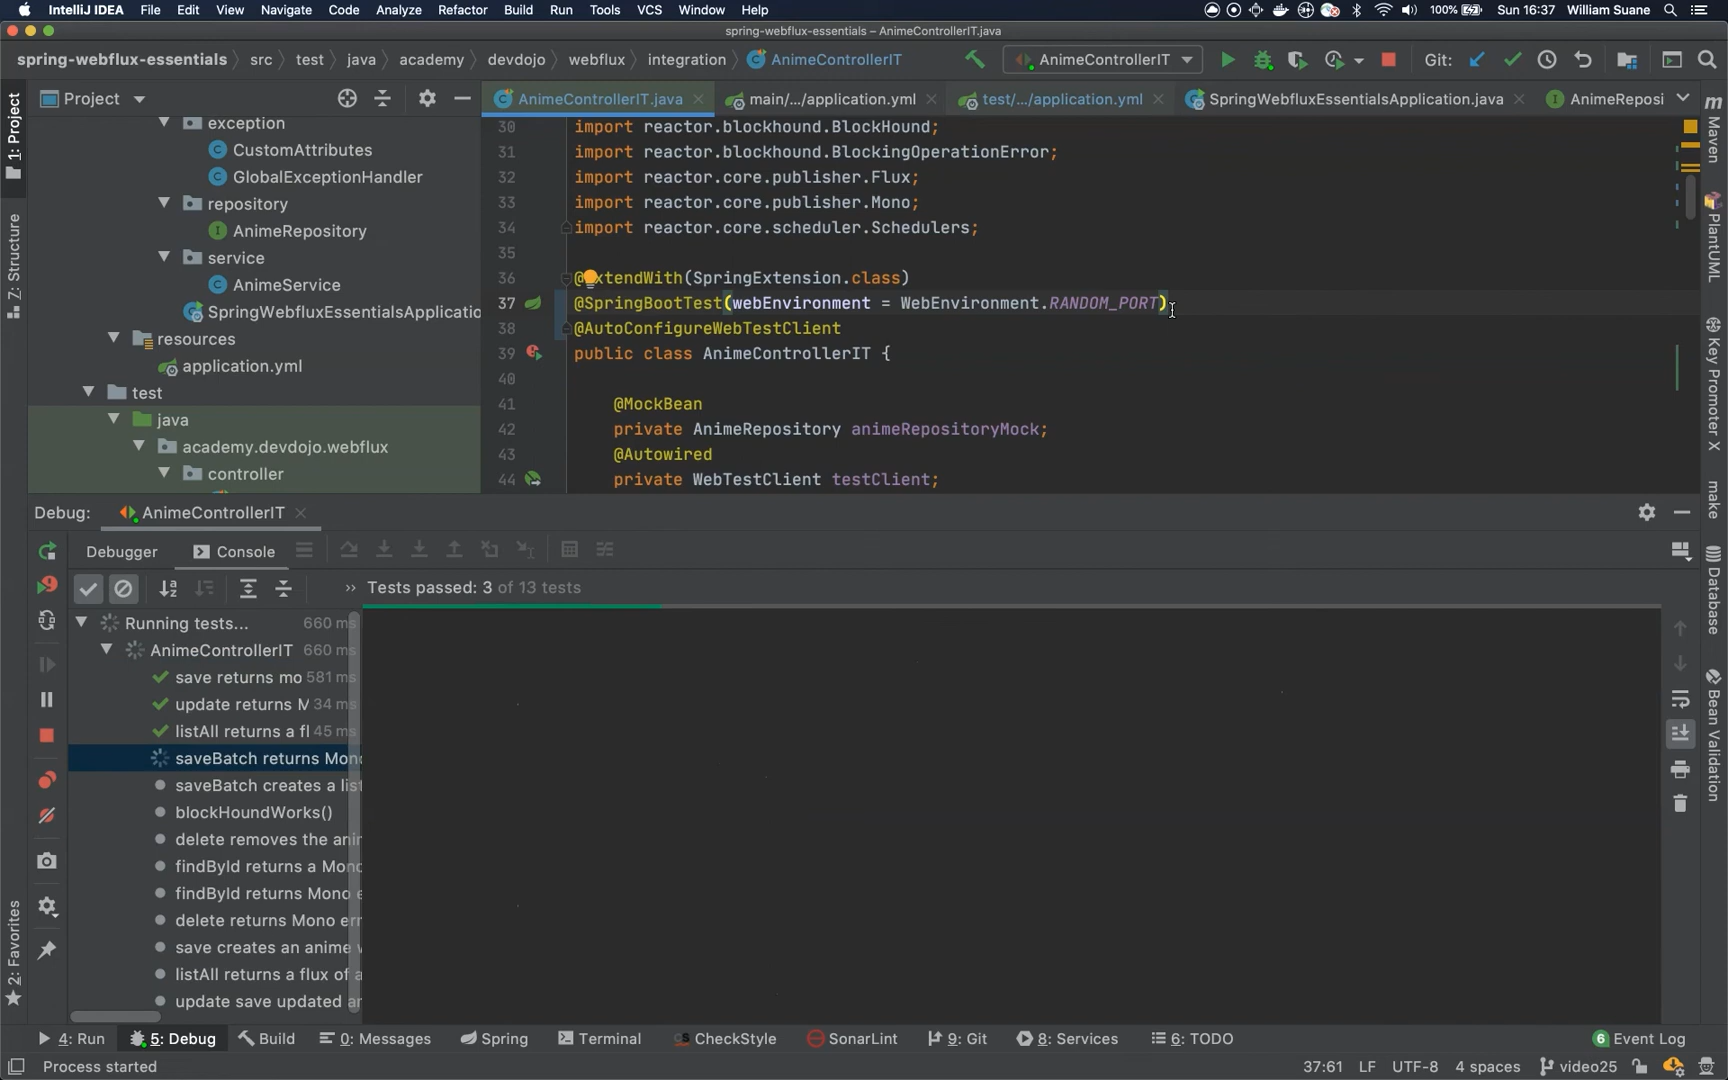 IntelliJ IDEA File Edit View Navigate Code Analyze Refactor Build Run Tools VCS Window Help 100% Sun 16:37 William Suane
spring-webflux-essentials – AnimeControllerIT.java
spring-webflux-essentials src test java academy devdojo webflux integration AnimeControllerIT AnimeControllerIT Git:
Project
AnimeControllerIT.java main/.../application.yml test/.../application.yml SpringWebfluxEssentialsApplication.java AnimeReposi
exception
CustomAttributes
GlobalExceptionHandler
repository
AnimeRepository
service
AnimeService
SpringWebfluxEssentialsApplicatio
resources
application.yml
test
java
academy.devdojo.webflux
controller
30 import reactor.blockhound.BlockHound;
31 import reactor.blockhound.BlockingOperationError;
32 import reactor.core.publisher.Flux;
33 import reactor.core.publisher.Mono;
34 import reactor.core.scheduler.Schedulers;
35
36 @ExtendWith(SpringExtension.class)
37 @SpringBootTest(webEnvironment = WebEnvironment.RANDOM_PORT)
38 @AutoConfigureWebTestClient
39 public class AnimeControllerIT {
40
41 @MockBean
42 private AnimeRepository animeRepositoryMock;
43 @Autowired
44 private WebTestClient testClient;
1: Project
7: Structure
2: Favorites
Maven
PlantUML
Key Promoter X
make
Database
Bean Validation
Debug: AnimeControllerIT
Debugger Console
Tests passed: 3 of 13 tests
Running tests... 660 ms
AnimeControllerIT 660 ms
save returns mo 581 ms
update returns M 34 ms
listAll returns a fl 45 ms
saveBatch returns Mon
saveBatch creates a lis
blockHoundWorks()
delete removes the ani
findById returns a Mon
findById returns Mono e
delete returns Mono err
save creates an anime w
listAll returns a flux of a
update save updated a
4: Run 5: Debug Build 0: Messages Spring Terminal CheckStyle SonarLint 9: Git 8: Services 6: TODO 6 Event Log
Process started 37:61 LF UTF-8 4 spaces video25